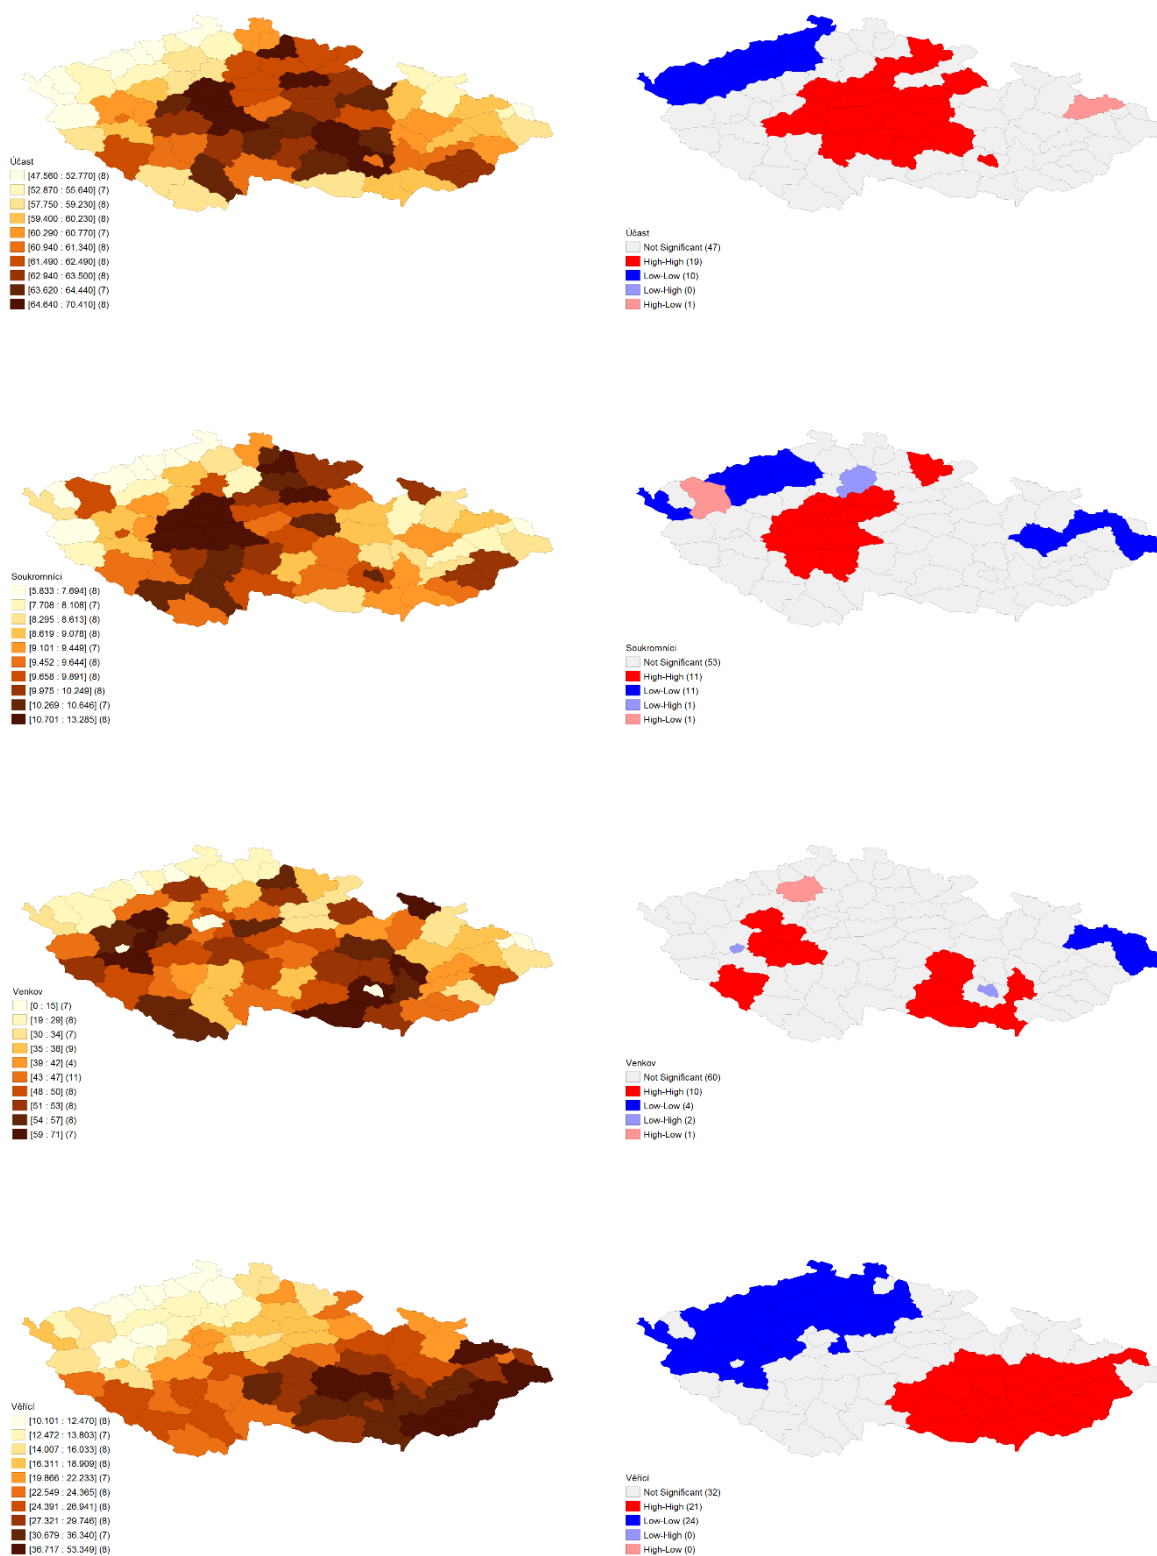 Účast
[47.560 : 52.770] (8)
[52.870 : 55.640] (7)
[57.750 : 59.230] (8)
[59.400 : 60.230] (8)
[60.290 : 60.770] (7)
[60.940 : 61.340] (8)
[61.490 : 62.490] (8)
[62.940 : 63.500] (8)
[63.620 : 64.440] (7)
[64.640 : 70.410] (8)
Účast
Not Significant (47)
High-High (19)
Low-Low (10)
Low-High (0)
High-Low (1)
Soukromníci
[5.833 : 7.694] (8)
[7.708 : 8.108] (7)
[8.295 : 8.613] (8)
[8.619 : 9.078] (8)
[9.101 : 9.449] (7)
[9.452 : 9.644] (8)
[9.658 : 9.891] (8)
[9.975 : 10.249] (8)
[10.269 : 10.646] (7)
[10.701 : 13.285] (8)
Soukromníci
Not Significant (53)
High-High (11)
Low-Low (11)
Low-High (1)
High-Low (1)
Venkov
[0 : 15] (7)
[19 : 29] (8)
[30 : 34] (7)
[35 : 38] (9)
[39 : 42] (4)
[43 : 47] (11)
[48 : 50] (8)
[51 : 53] (8)
[54 : 57] (8)
[59 : 71] (7)
Venkov
Not Significant (60)
High-High (10)
Low-Low (4)
Low-High (2)
High-Low (1)
Věřící
[10.101 : 12.470] (8)
[12.472 : 13.803] (7)
[14.007 : 16.033] (8)
[16.311 : 18.909] (8)
[19.866 : 22.233] (7)
[22.549 : 24.365] (8)
[24.391 : 26.941] (8)
[27.321 : 29.746] (8)
[30.679 : 36.340] (7)
[36.717 : 53.349] (8)
Věřící
Not Significant (32)
High-High (21)
Low-Low (24)
Low-High (0)
High-Low (0)